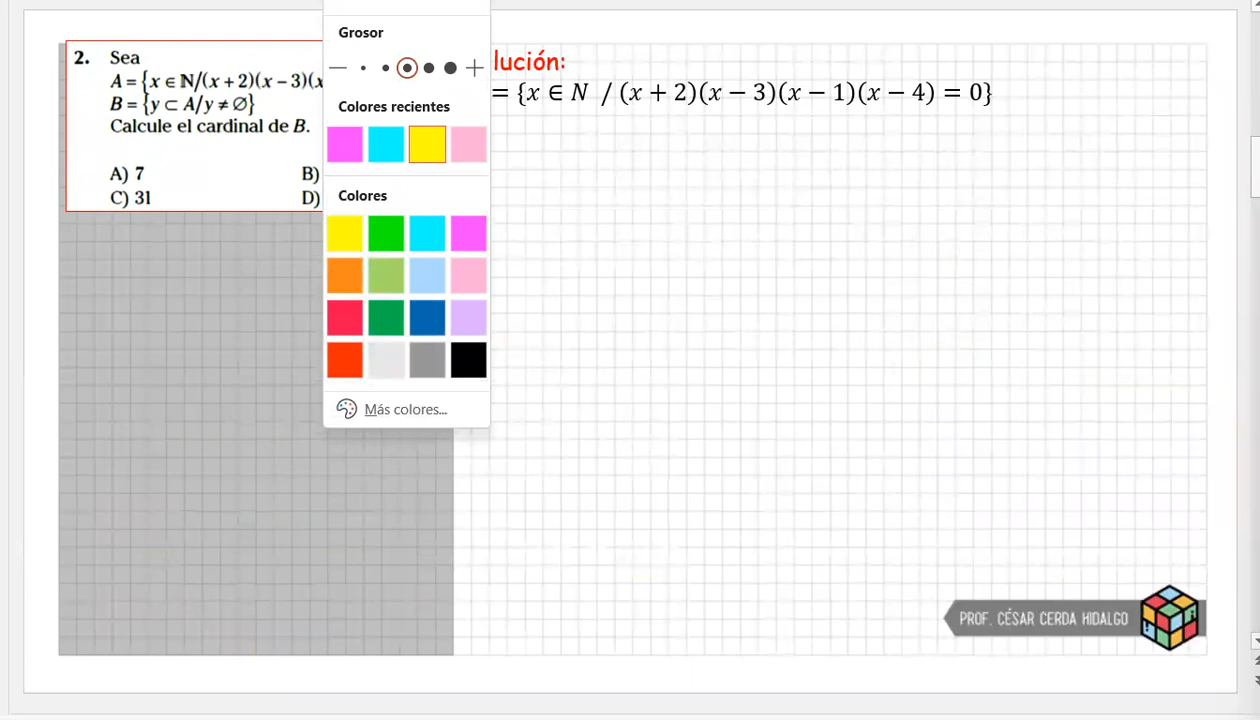 2. Sea
A = {x ∈ ℕ/(x + 2)(x − 3)(x
B = {y ⊂ A/y ≠ ∅}
Calcule el cardinal de B.
A) 7
B)
C) 31
D)
Grosor
Colores recientes
Colores
Más colores...
lución:
= {x ∈ N / (x + 2)(x − 3)(x − 1)(x − 4) = 0}
PROF. CÉSAR CERDA HIDALGO